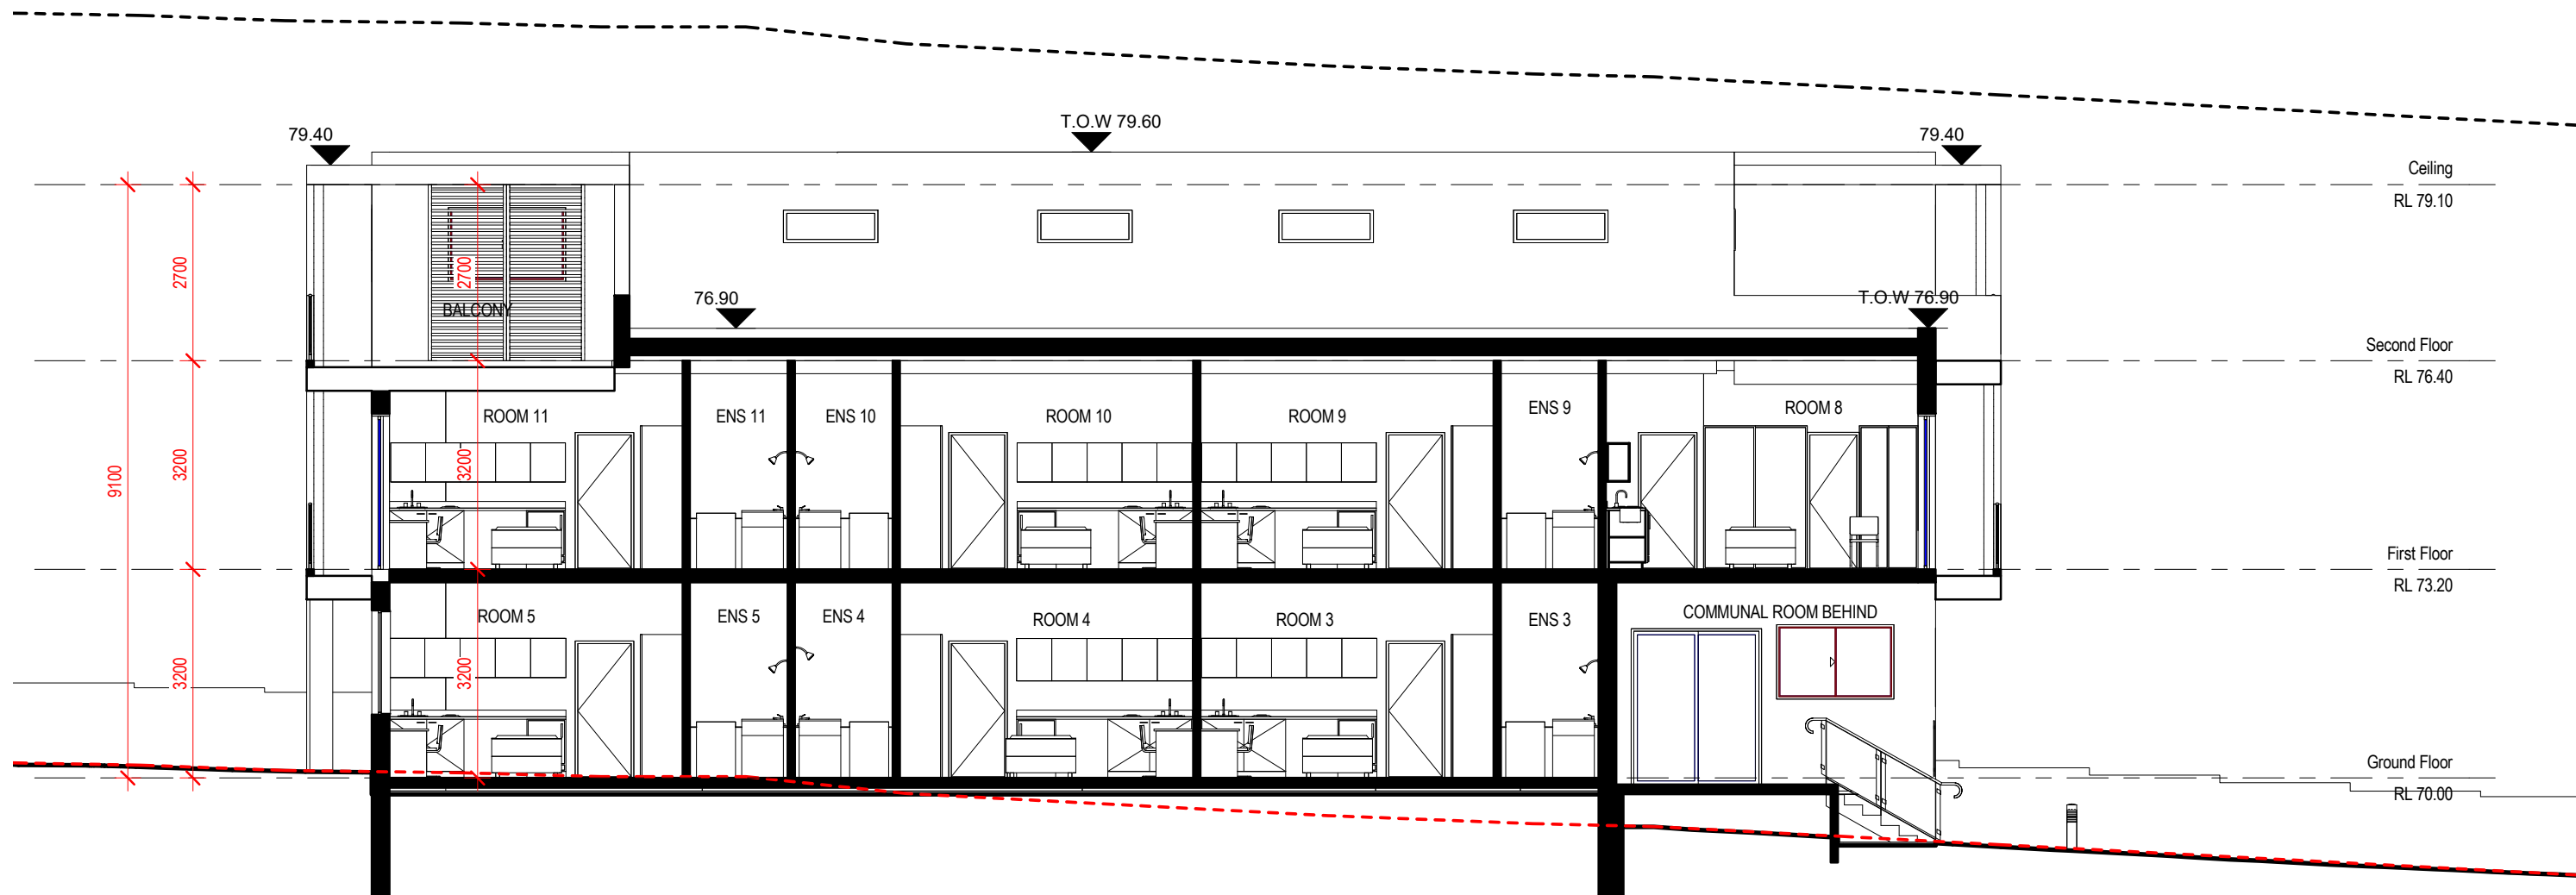 T.O.W 79.60
79.40
79.40
Ceiling
RL 79.10
2700
2700
76.90
T.O.W 76.90
BALCONY
Second Floor
RL 76.40
ROOM 11
ENS 11
ENS 10
ROOM 10
ROOM 9
ENS 9
ROOM 8
9100
3200
3200
First Floor
RL 73.20
ROOM 5
ENS 5
ENS 4
ROOM 4
ROOM 3
ENS 3
COMMUNAL ROOM BEHIND
3200
3200
Ground Floor
RL 70.00